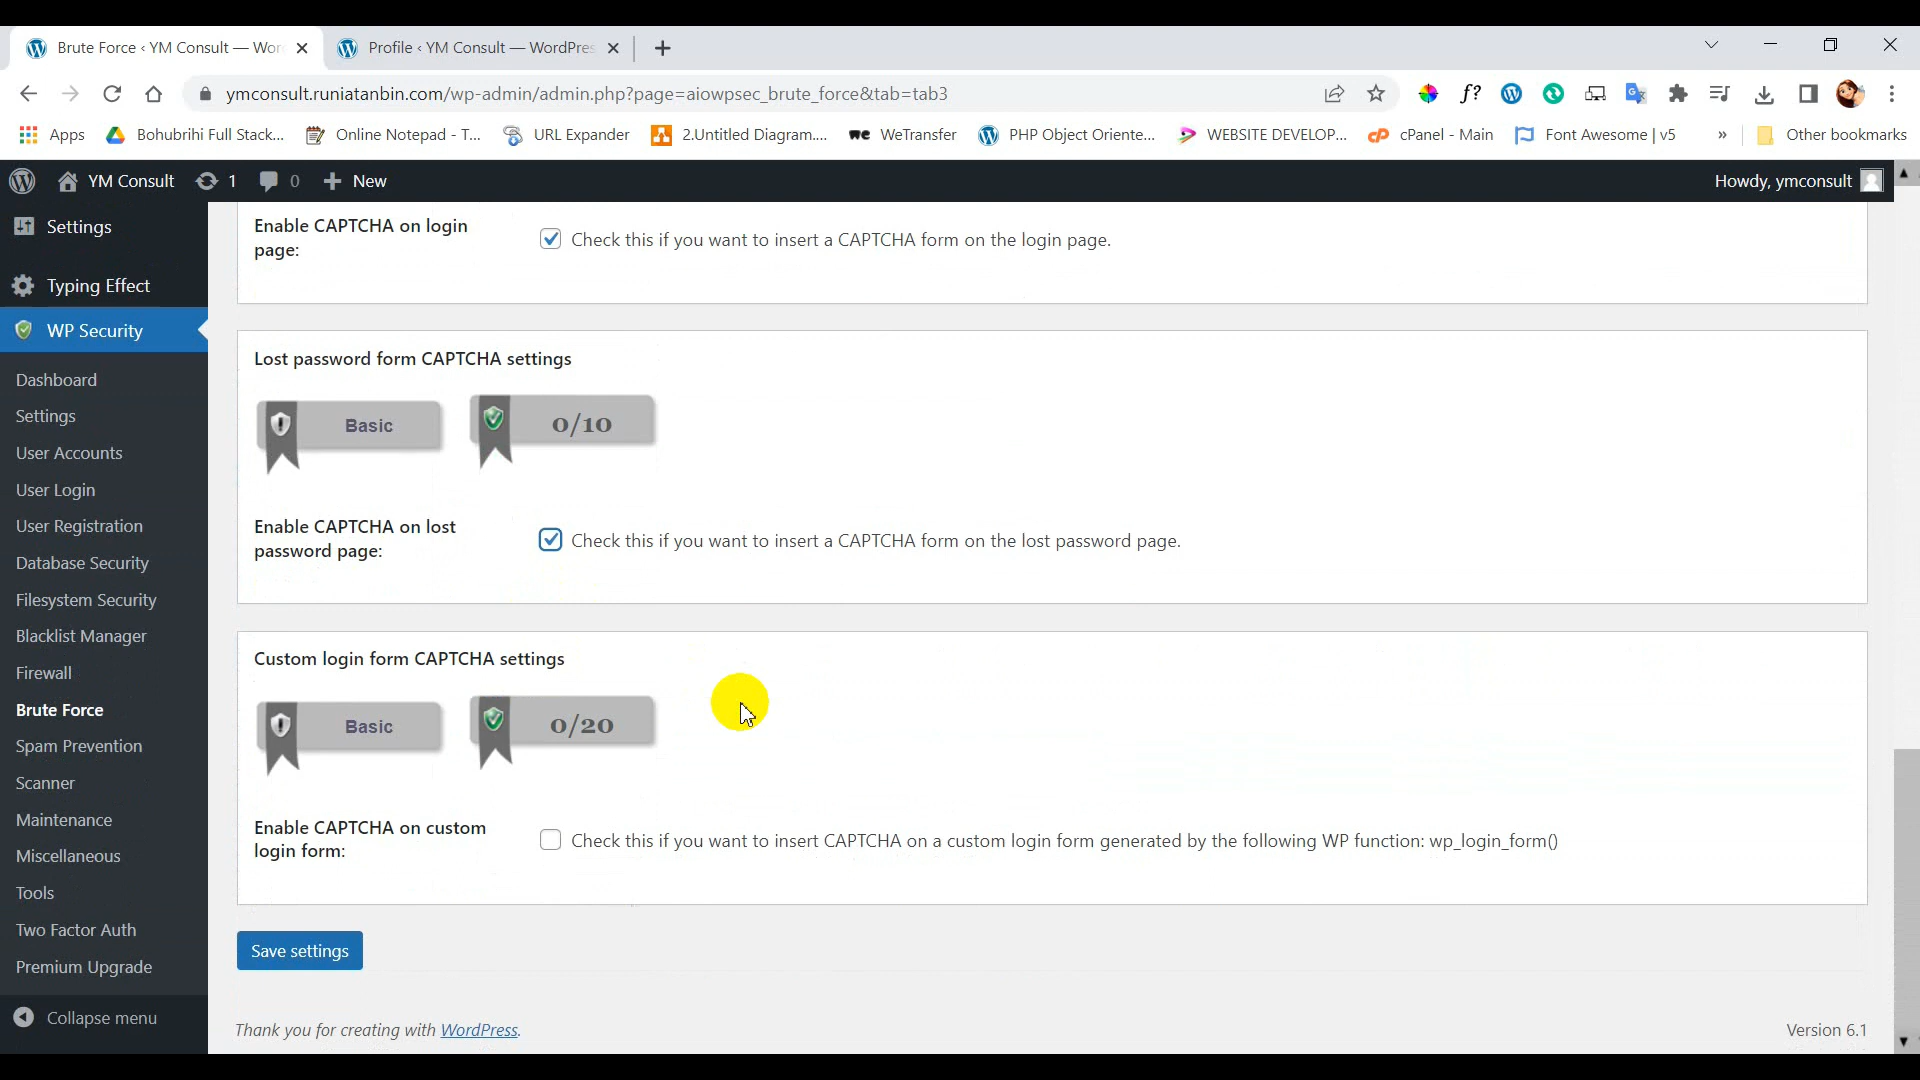 Brute Force ‹ YM Consult — Wor
Profile ‹ YM Consult — WordPres
ymconsult.runiatanbin.com/wp-admin/admin.php?page=aiowpsec_brute_force&tab=tab3
Apps
Bohubrihi Full Stack...
Online Notepad - T...
URL Expander
2.Untitled Diagram....
WeTransfer
PHP Object Oriente...
WEBSITE DEVELOP...
cPanel - Main
Font Awesome | v5
»
Other bookmarks
YM Consult
1
0
New
Howdy, ymconsult
Settings
Typing Effect
WP Security
Dashboard
Settings
User Accounts
User Login
User Registration
Database Security
Filesystem Security
Blacklist Manager
Firewall
Brute Force
Spam Prevention
Scanner
Maintenance
Miscellaneous
Tools
Two Factor Auth
Premium Upgrade
Collapse menu
Enable CAPTCHA on login
page:
Check this if you want to insert a CAPTCHA form on the login page.
Lost password form CAPTCHA settings
Basic
0/10
Enable CAPTCHA on lost
password page:
Check this if you want to insert a CAPTCHA form on the lost password page.
Custom login form CAPTCHA settings
Basic
0/20
Enable CAPTCHA on custom
login form:
Check this if you want to insert CAPTCHA on a custom login form generated by the following WP function: wp_login_form()
Save settings
Thank you for creating with WordPress.
Version 6.1